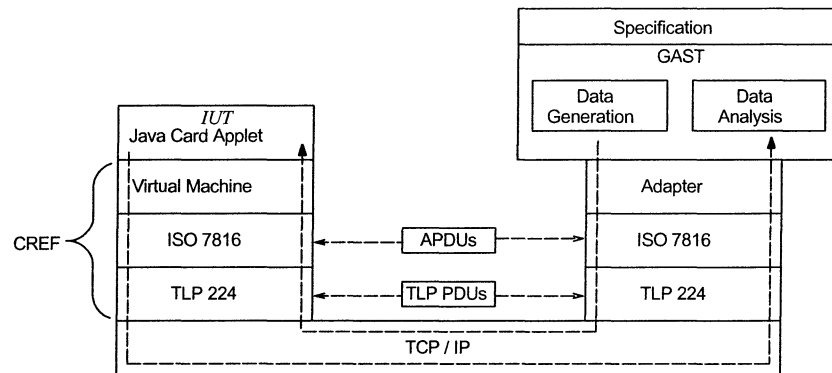 Specification
GAST
Data
Generation
Data
Analysis
IUT
Java Card Applet
Virtual Machine
Adapter
CREF
ISO 7816
APDUs
ISO 7816
TLP 224
TLP PDUs
TLP 224
TCP / IP